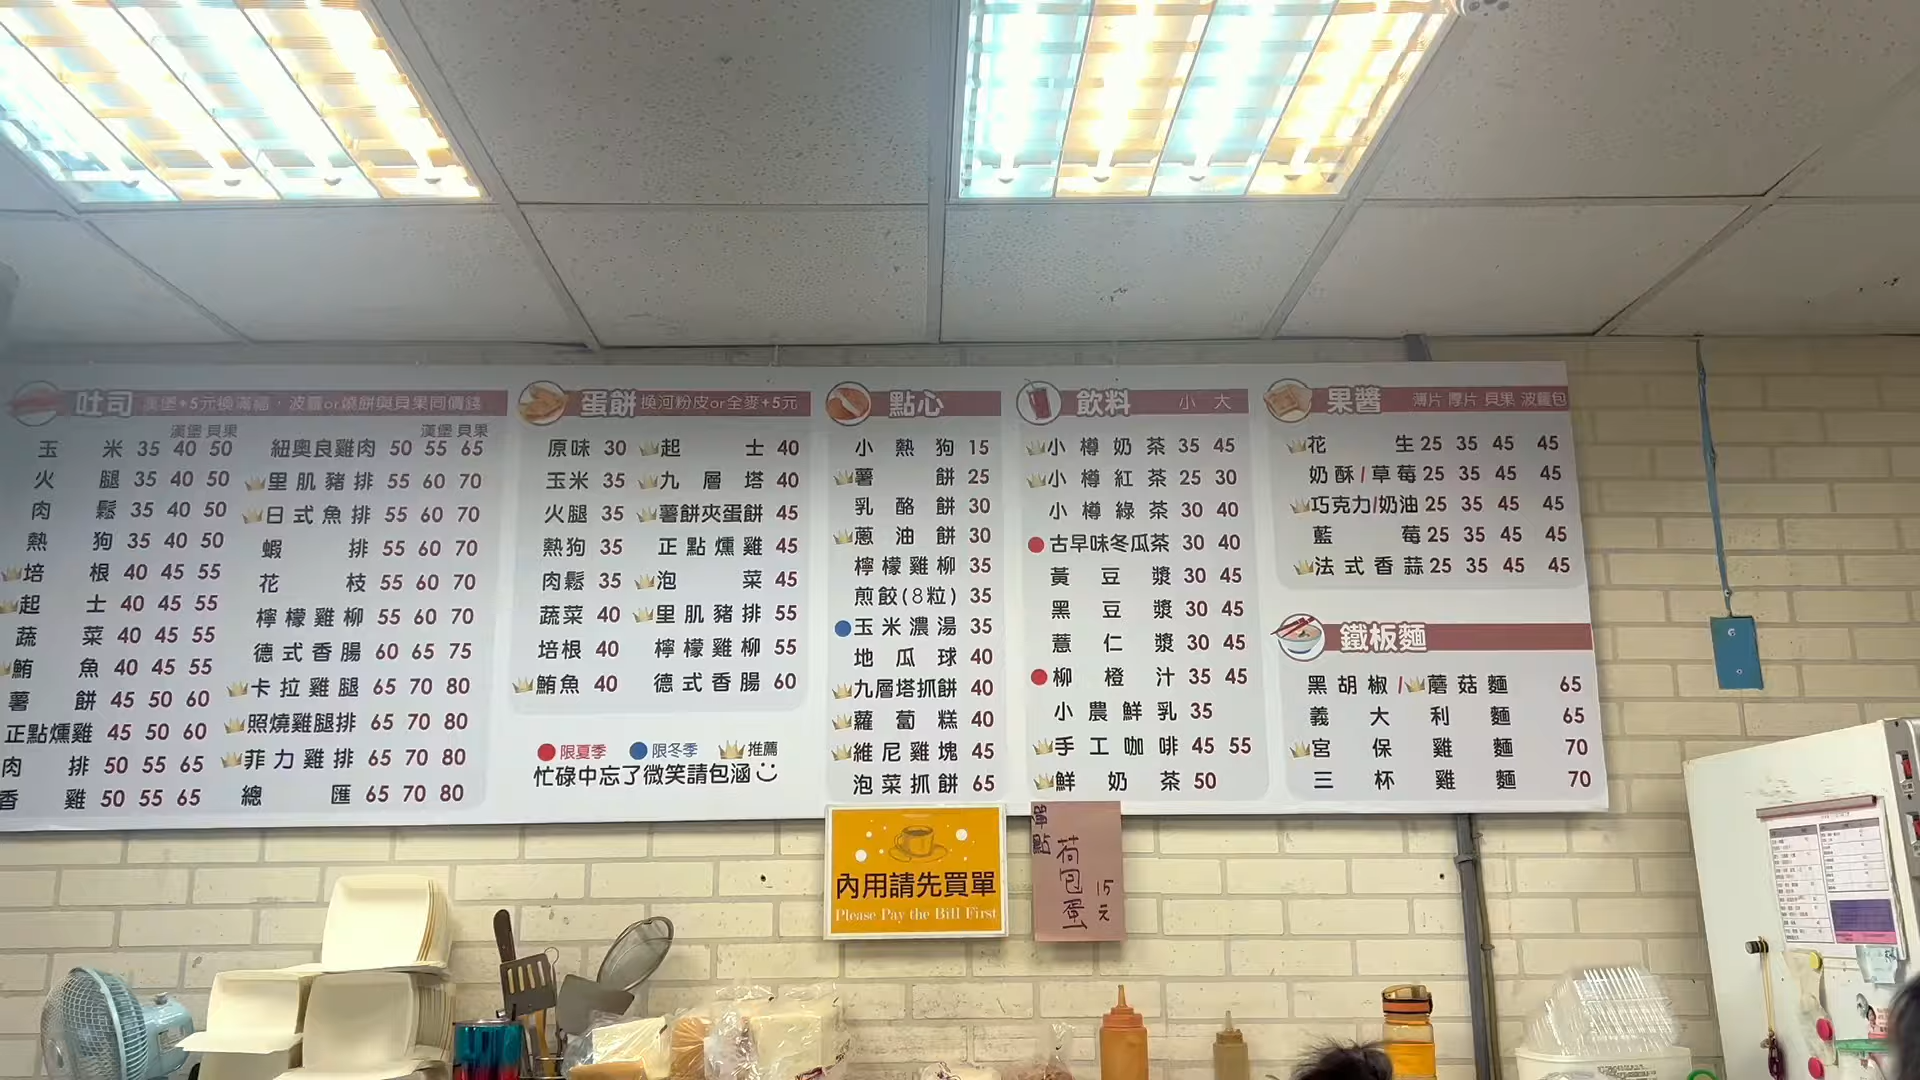 吐司 漢堡+5元換滿福，波蘿or燒餅與貝果同價錢
漢堡 貝果
玉米 35 40 50
火腿 35 40 50
肉鬆 35 40 50
熱狗 35 40 50
培根 40 45 55
起士 40 45 55
蔬菜 40 45 55
鮪魚 40 45 55
薯餅 45 50 60
正點燻雞 45 50 60
肉排 50 55 65
香雞 50 55 65
漢堡 貝果
紐奧良雞肉 50 55 65
里肌豬排 55 60 70
日式魚排 55 60 70
蝦排 55 60 70
花枝 55 60 70
檸檬雞柳 55 60 70
德式香腸 60 65 75
卡拉雞腿 65 70 80
照燒雞腿排 65 70 80
菲力雞排 65 70 80
總匯 65 70 80
蛋餅 換河粉皮or全麥+5元
原味 30
玉米 35
火腿 35
熱狗 35
肉鬆 35
蔬菜 40
培根 40
鮪魚 40
起士 40
九層塔 40
薯餅夾蛋餅 45
正點燻雞 45
泡菜 45
里肌豬排 55
檸檬雞柳 55
德式香腸 60
限夏季 限冬季 推薦
忙碌中忘了微笑請包涵
點心
小熱狗 15
薯餅 25
乳酪餅 30
蔥油餅 30
檸檬雞柳 35
煎餃(8粒) 35
玉米濃湯 35
地瓜球 40
九層塔抓餅 40
蘿蔔糕 40
維尼雞塊 45
泡菜抓餅 65
飲料 小 大
小樽奶茶 35 45
小樽紅茶 25 30
小樽綠茶 30 40
古早味冬瓜茶 30 40
黃豆漿 30 45
黑豆漿 30 45
薏仁漿 30 45
柳橙汁 35 45
小農鮮乳 35
手工咖啡 45 55
鮮奶茶 50
果醬 薄片 厚片 貝果 波蘿包
花生 25 35 45 45
奶酥/草莓 25 35 45 45
巧克力/奶油 25 35 45 45
藍莓 25 35 45 45
法式香蒜 25 35 45 45
鐵板麵
黑胡椒/蘑菇麵 65
義大利麵 65
宮保雞麵 70
三杯雞麵 70
內用請先買單
Please Pay the Bill First
單點
荷包蛋
15元